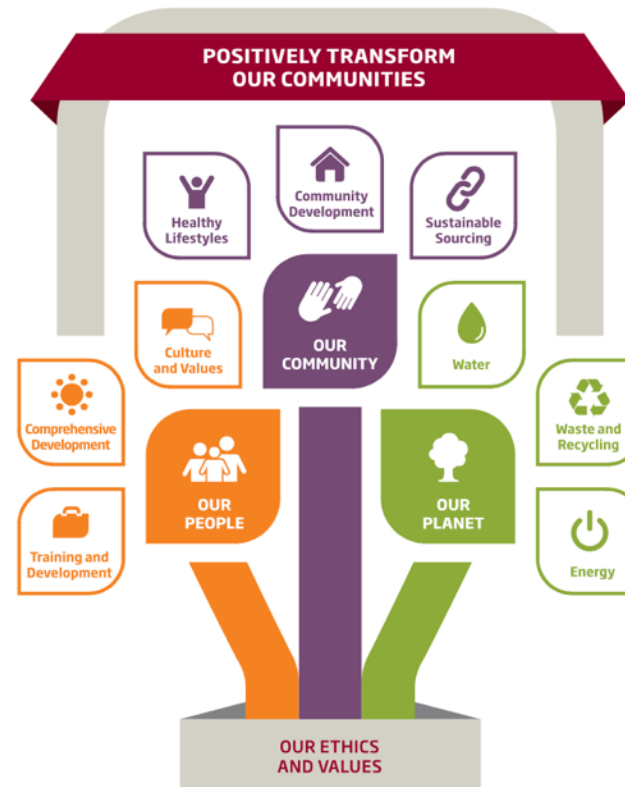 POSITIVELY TRANSFORM
OUR COMMUNITIES
Community
Development
Healthy
Lifestyles
Sustainable
Sourcing
OUR
COMMUNITY
Culture
and Values
Water
Comprehensive
Development
Waste and
Recycling
OUR
PEOPLE
OUR
PLANET
Training and
Development
Energy
OUR ETHICS
AND VALUES